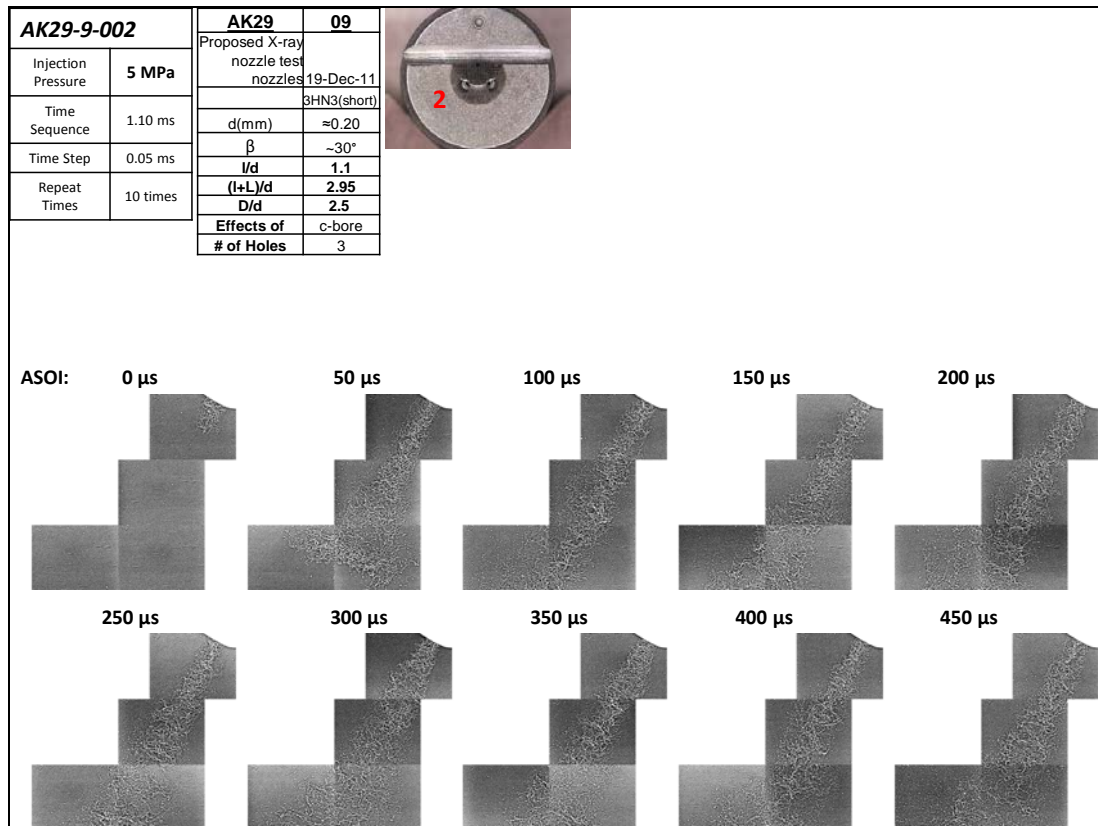 AK29-9-002
Injection Pressure 5 MPa
Time Sequence 1.10 ms
Time Step 0.05 ms
Repeat Times 10 times
AK29 09
Proposed X-ray
nozzle test
nozzles 19-Dec-11
3HN3(short)
d(mm) ≈0.20
β ~30°
l/d 1.1
(l+L)/d 2.95
D/d 2.5
Effects of c-bore
# of Holes 3
2
ASOI: 0 µs 50 µs 100 µs 150 µs 200 µs
250 µs 300 µs 350 µs 400 µs 450 µs